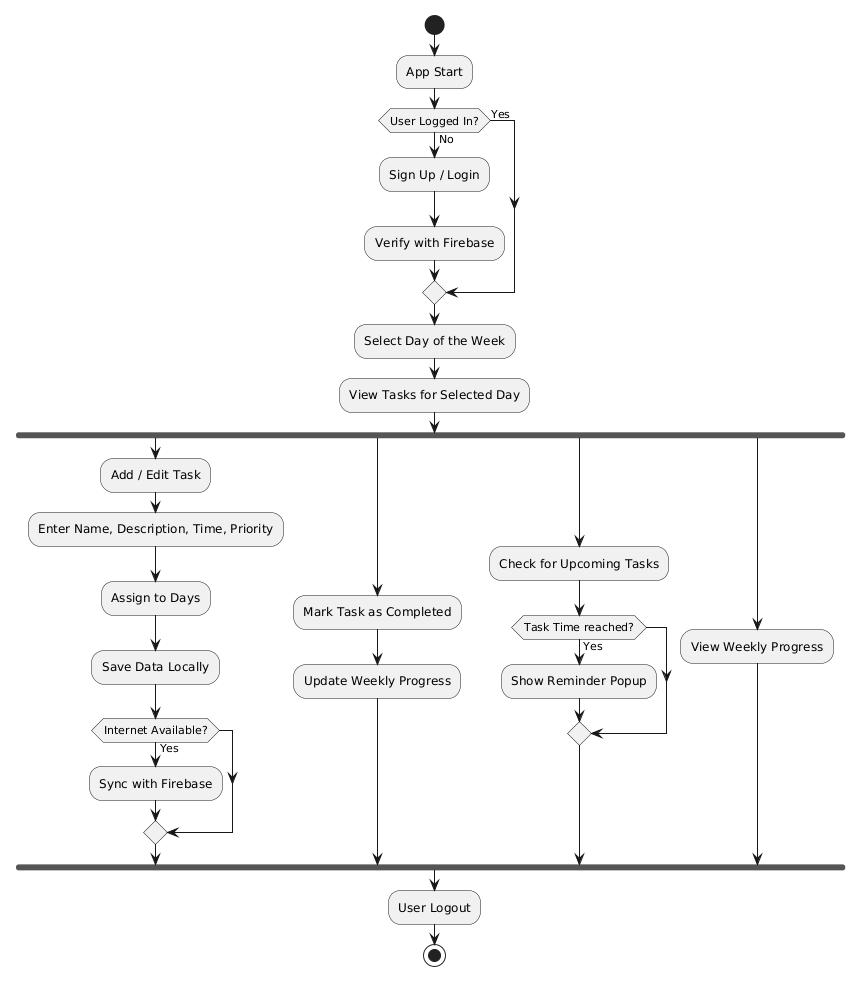 App Start
User Logged In?
Yes
No
Sign Up / Login
Verify with Firebase
Select Day of the Week
View Tasks for Selected Day
Add / Edit Task
Enter Name, Description, Time, Priority
Assign to Days
Save Data Locally
Internet Available?
Yes
Sync with Firebase
Mark Task as Completed
Update Weekly Progress
Check for Upcoming Tasks
Task Time reached?
Yes
Show Reminder Popup
View Weekly Progress
User Logout